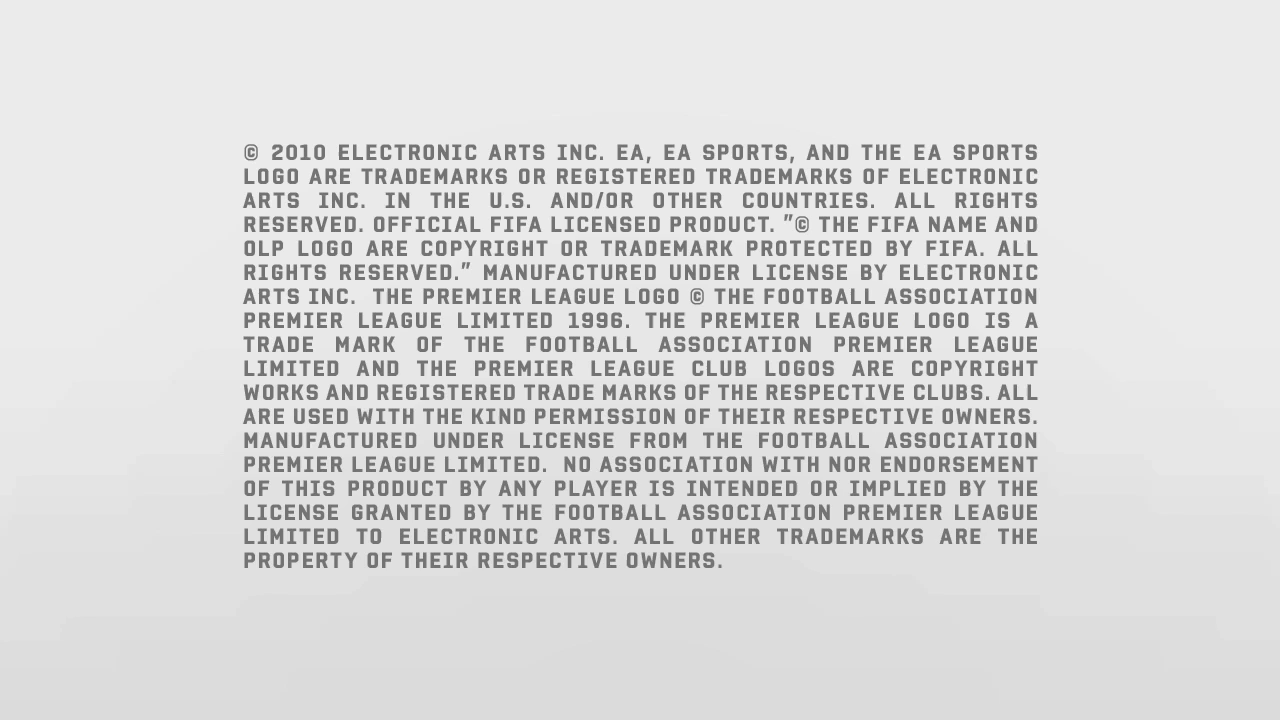 © 2010 ELECTRONIC ARTS INC. EA, EA SPORTS, AND THE EA SPORTS
LOGO ARE TRADEMARKS OR REGISTERED TRADEMARKS OF ELECTRONIC
ARTS INC. IN THE U.S. AND/OR OTHER COUNTRIES. ALL RIGHTS
RESERVED. OFFICIAL FIFA LICENSED PRODUCT. "© THE FIFA NAME AND
OLP LOGO ARE COPYRIGHT OR TRADEMARK PROTECTED BY FIFA. ALL
RIGHTS RESERVED." MANUFACTURED UNDER LICENSE BY ELECTRONIC
ARTS INC. THE PREMIER LEAGUE LOGO © THE FOOTBALL ASSOCIATION
PREMIER LEAGUE LIMITED 1996. THE PREMIER LEAGUE LOGO IS A
TRADE MARK OF THE FOOTBALL ASSOCIATION PREMIER LEAGUE
LIMITED AND THE PREMIER LEAGUE CLUB LOGOS ARE COPYRIGHT
WORKS AND REGISTERED TRADE MARKS OF THE RESPECTIVE CLUBS. ALL
ARE USED WITH THE KIND PERMISSION OF THEIR RESPECTIVE OWNERS.
MANUFACTURED UNDER LICENSE FROM THE FOOTBALL ASSOCIATION
PREMIER LEAGUE LIMITED. NO ASSOCIATION WITH NOR ENDORSEMENT
OF THIS PRODUCT BY ANY PLAYER IS INTENDED OR IMPLIED BY THE
LICENSE GRANTED BY THE FOOTBALL ASSOCIATION PREMIER LEAGUE
LIMITED TO ELECTRONIC ARTS. ALL OTHER TRADEMARKS ARE THE
PROPERTY OF THEIR RESPECTIVE OWNERS.